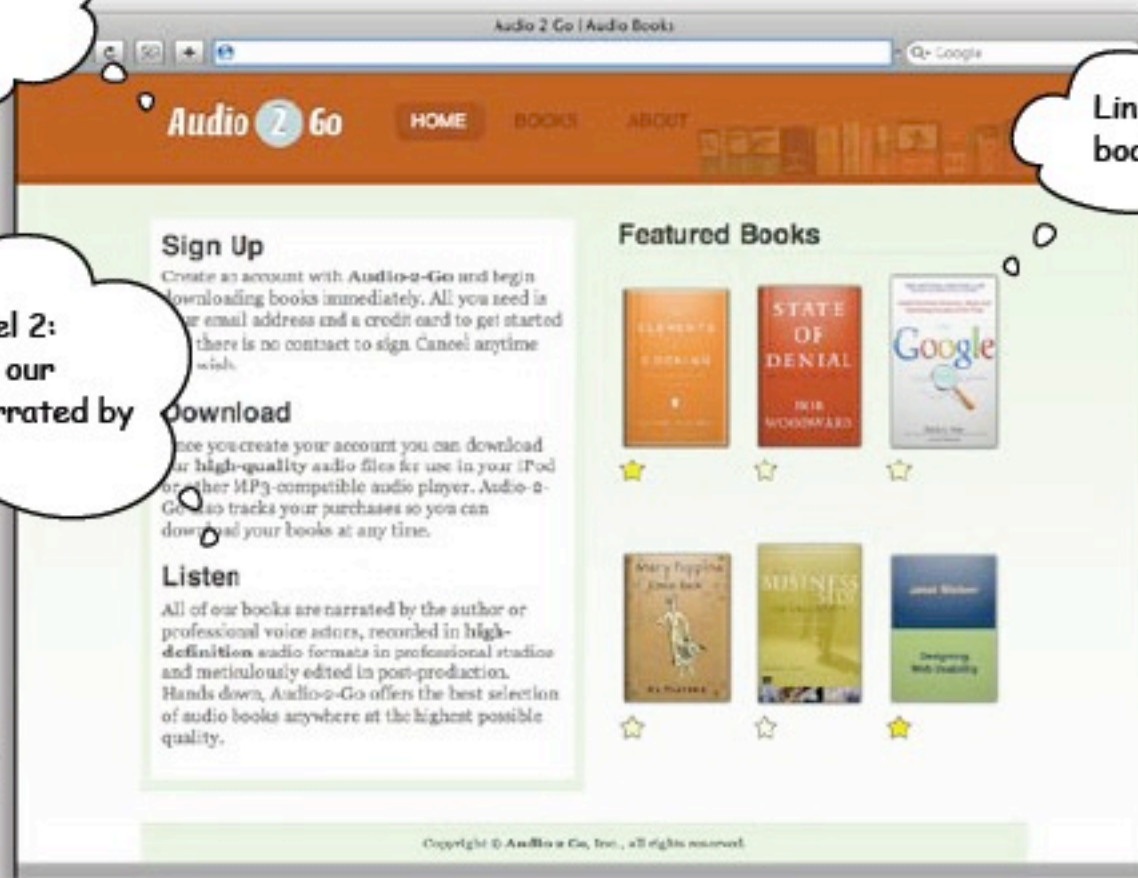 Audio 2 Go | Audio Books
Google
Audio 2 Go
HOME
BOOKS
ABOUT
Lin
boo
el 2:
our
rrated by
Sign Up
Create an account with Audio-2-Go and begin
downloading books immediately. All you need is
r email address and a credit card to get started
there is no contract to sign. Cancel anytime
wish.
Download
nce you create your account you can download
ur high-quality audio files for use in your iPod
or other MP3-compatible audio player. Audio-2-
Go also tracks your purchases so you can
download your books at any time.
Listen
All of our books are narrated by the author or
professional voice actors, recorded in high-
definition audio formats in professional studios
and meticulously edited in post-production.
Hands down, Audio-2-Go offers the best selection
of audio books anywhere at the highest possible
quality.
Featured Books
ELEMENTS
COOKING
STATE
OF
DENIAL
BOB
WOODWARD
Google
Mary Poppins
BUSINESS
Designing
Web Usability
Copyright © Audio 2 Go, Inc., all rights reserved.